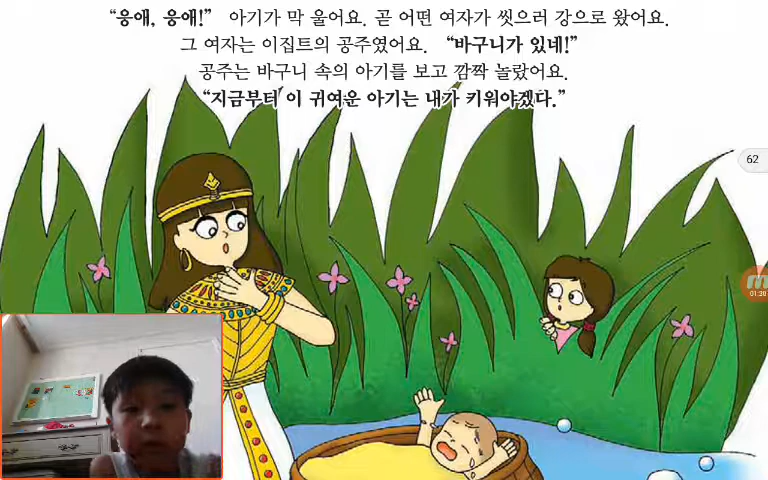 “응애, 응애!” 아기가 막 울어요. 곧 어떤 여자가 씻으러 강으로 왔어요.
그 여자는 이집트의 공주였어요. “바구니가 있네!”
공주는 바구니 속의 아기를 보고 깜짝 놀랐어요.
“지금부터 이 귀여운 아기는 내가 키워야겠다.”
62
01:30